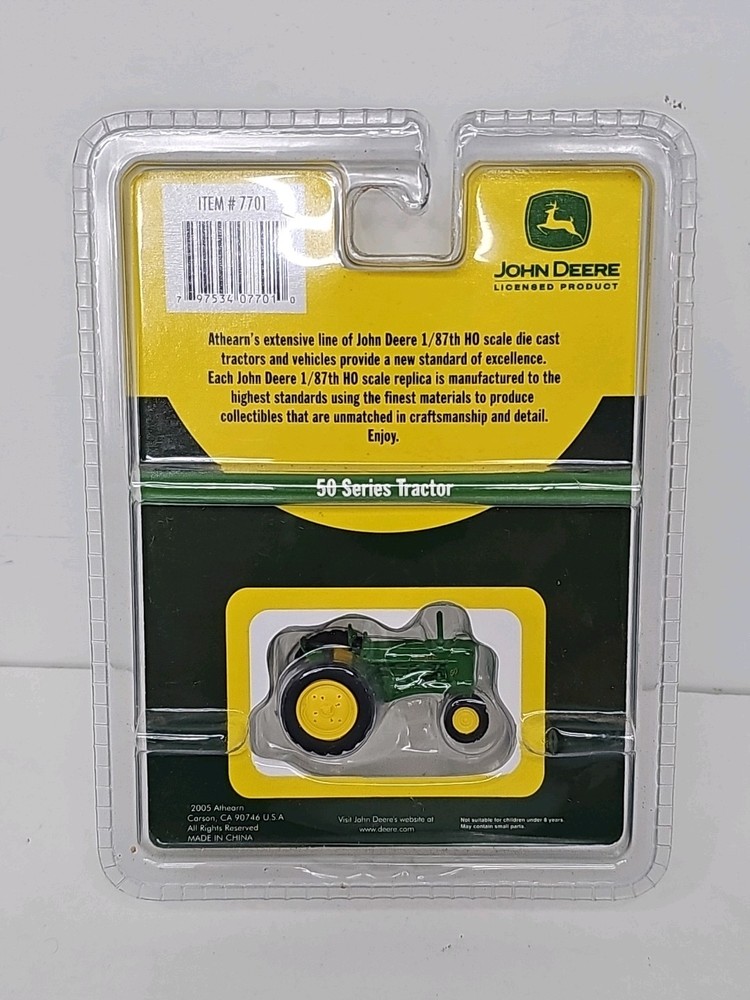 ITEM # 7701
7 97534 07701 0
JOHN DEERE
LICENSED PRODUCT
Athearn's extensive line of John Deere 1/87th HO scale die cast
tractors and vehicles provide a new standard of excellence.
Each John Deere 1/87th HO scale replica is manufactured to the
highest standards using the finest materials to produce
collectibles that are unmatched in craftsmanship and detail.
Enjoy.
50 Series Tractor
50
2005 Athearn
Carson, CA 90746 U.S.A
All Rights Reserved
MADE IN CHINA
Visit John Deere's website at
www.deere.com
Not suitable for children under 8 years.
May contain small parts.